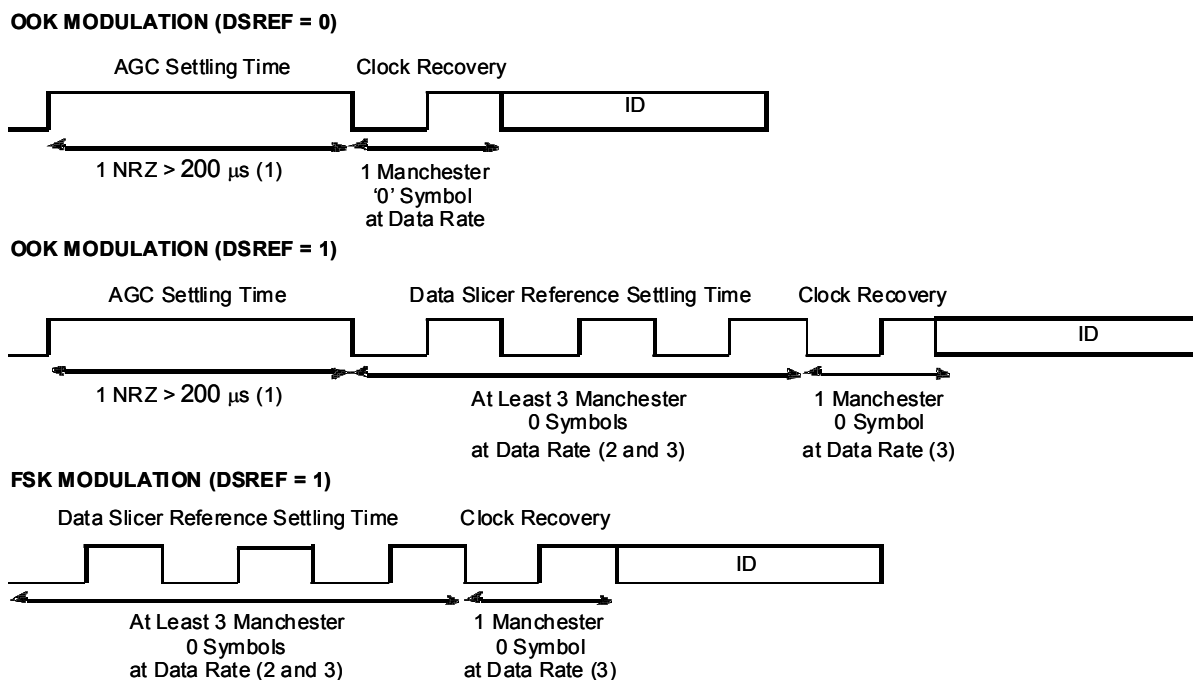 OOK MODULATION (DSREF = 0)
AGC Settling Time
Clock Recovery
ID
1 NRZ > 200 μs (1)
1 Manchester
‘0’ Symbol
at Data Rate
OOK MODULATION (DSREF = 1)
AGC Settling Time
Data Slicer Reference Settling Time
Clock Recovery
ID
1 NRZ > 200 μs (1)
At Least 3 Manchester
0 Symbols
at Data Rate (2 and 3)
1 Manchester
0 Symbol
at Data Rate (3)
FSK MODULATION (DSREF = 1)
Data Slicer Reference Settling Time
Clock Recovery
ID
At Least 3 Manchester
0 Symbols
at Data Rate (2 and 3)
1 Manchester
0 Symbol
at Data Rate (3)